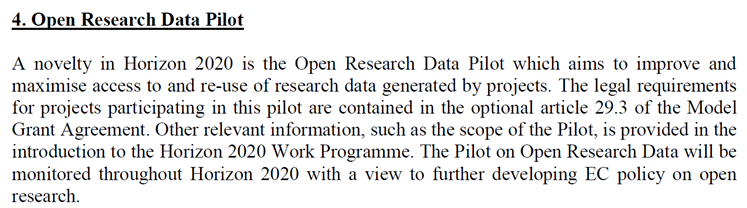 4. Open Research Data Pilot
A novelty in Horizon 2020 is the Open Research Data Pilot which aims to improve and
maximise access to and re-use of research data generated by projects. The legal requirements
for projects participating in this pilot are contained in the optional article 29.3 of the Model
Grant Agreement. Other relevant information, such as the scope of the Pilot, is provided in the
introduction to the Horizon 2020 Work Programme. The Pilot on Open Research Data will be
monitored throughout Horizon 2020 with a view to further developing EC policy on open
research.